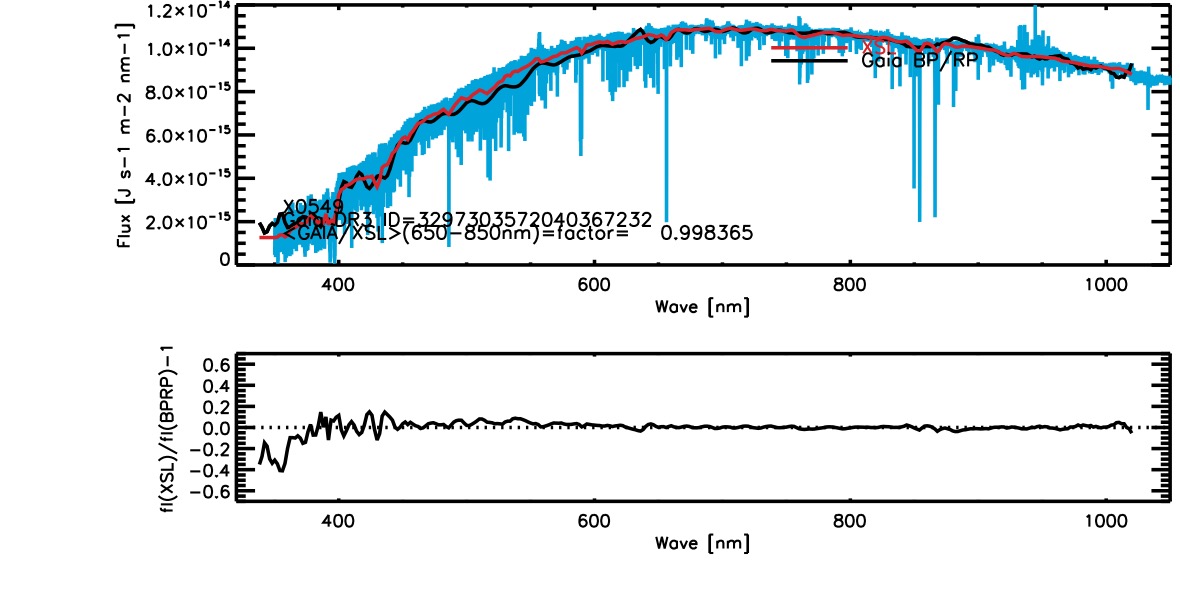 1.2×10−14
1.0×10−14
8.0×10−15
6.0×10−15
4.0×10−15
2.0×10−15
0
Flux [J s−1 m−2 nm−1]
XSL
Gaia BP/RP
X0549
Gaia DR3 ID=3297303572040367232
<GAIA/XSL>(650−850nm)=factor= 0.998365
400 600 800 1000
Wave [nm]
fl(XSL)/fl(BPRP)−1
0.6
0.4
0.2
0.0
−0.2
−0.4
−0.6
400 600 800 1000
Wave [nm]